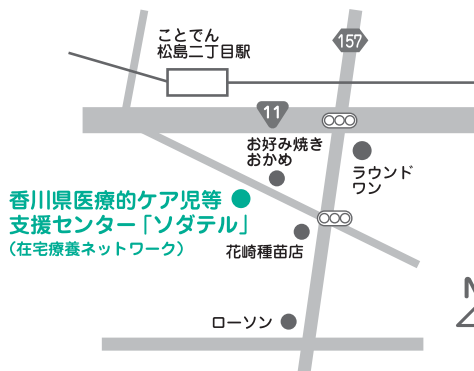 ことでん
松島二丁目駅
157
11
お好み焼き
おかめ
ラウンド
ワン
香川県医療的ケア児等
支援センター「ソダテル」
（在宅療養ネットワーク）
花崎種苗店
N
ローソン